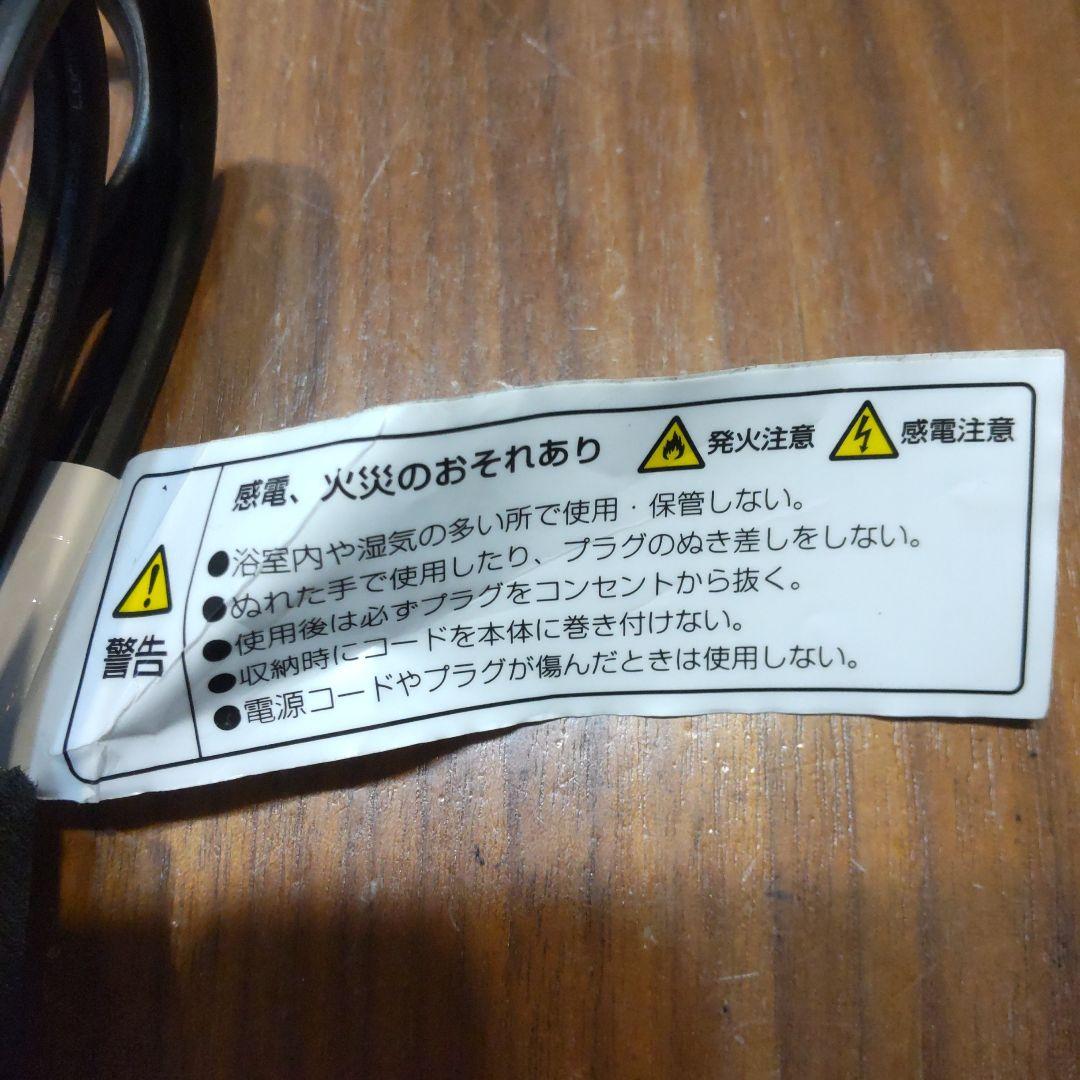 警告
感電、火災のおそれあり
発火注意
感電注意
●浴室内や湿気の多い所で使用・保管しない。
●ぬれた手で使用したり、プラグのぬき差しをしない。
●使用後は必ずプラグをコンセントから抜く。
●収納時にコードを本体に巻き付けない。
●電源コードやプラグが傷んだときは使用しない。